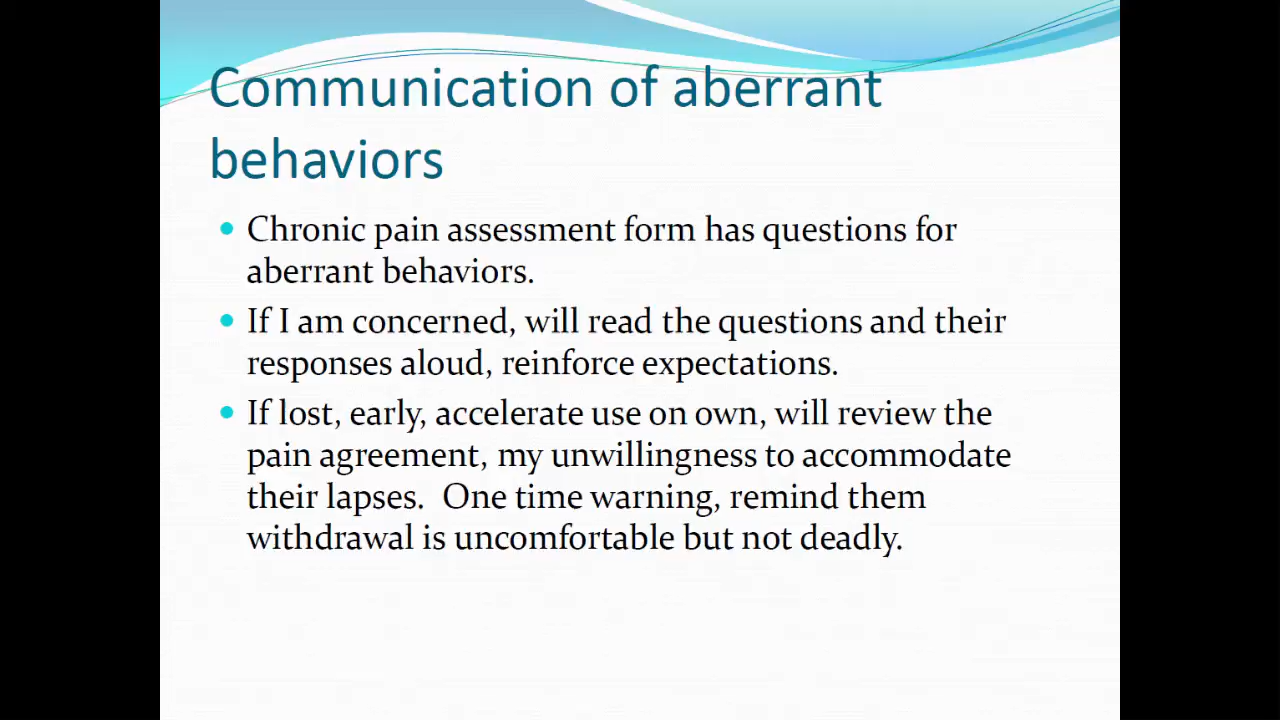 Communication of aberrant
behaviors
• Chronic pain assessment form has questions for
aberrant behaviors.
• If I am concerned, will read the questions and their
responses aloud, reinforce expectations.
• If lost, early, accelerate use on own, will review the
pain agreement, my unwillingness to accommodate
their lapses.  One time warning, remind them
withdrawal is uncomfortable but not deadly.